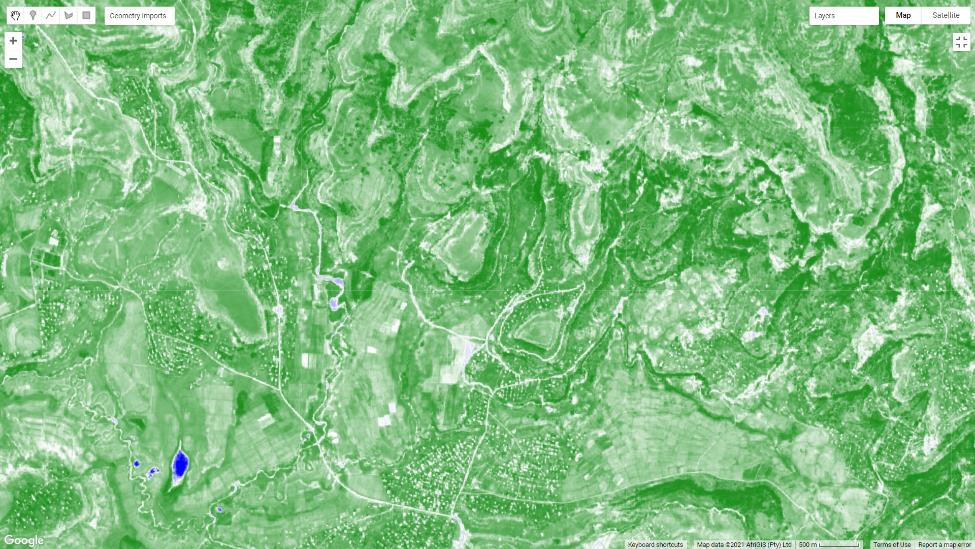 Geometry Imports
Layers
Map
Satellite
Google
Keyboard shortcuts
Map data ©2021 AfriGIS (Pty) Ltd
500 m
Terms of Use
Report a map error